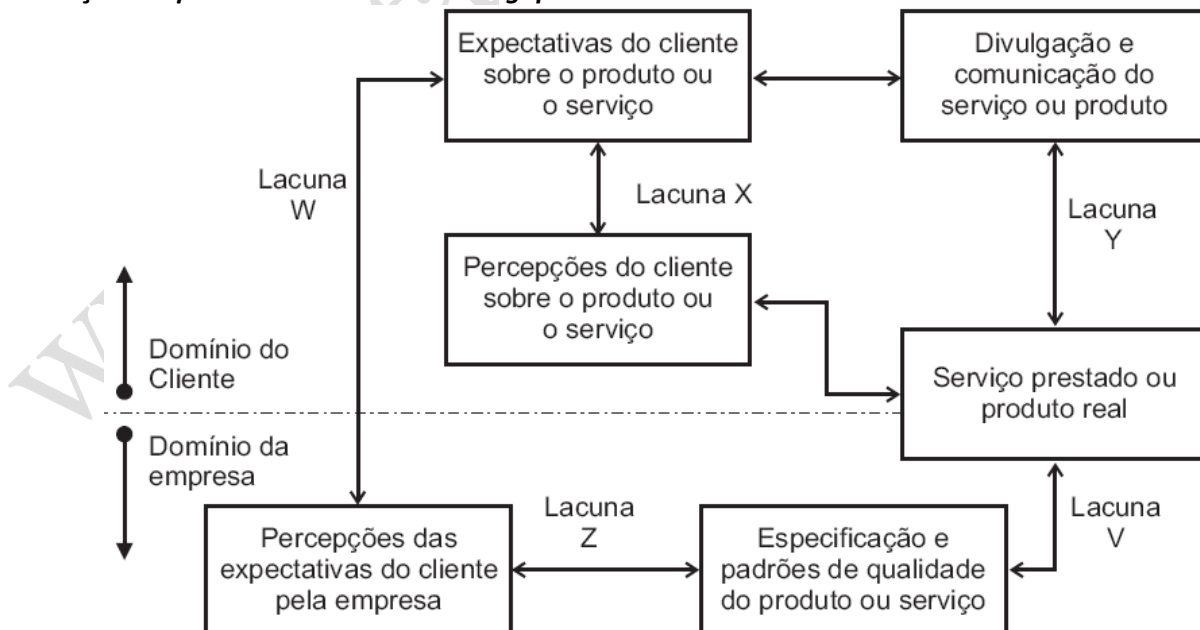 Expectativas do cliente
sobre o produto ou
o serviço
Divulgação e
comunicação do
serviço ou produto
Lacuna
W
Lacuna X
Lacuna
Y
Percepções do cliente
sobre o produto ou
o serviço
Domínio do
Cliente
Serviço prestado ou
produto real
Domínio da
empresa
Lacuna
Z
Lacuna
V
Percepções das
expectativas do cliente
pela empresa
Especificação e
padrões de qualidade
do produto ou serviço